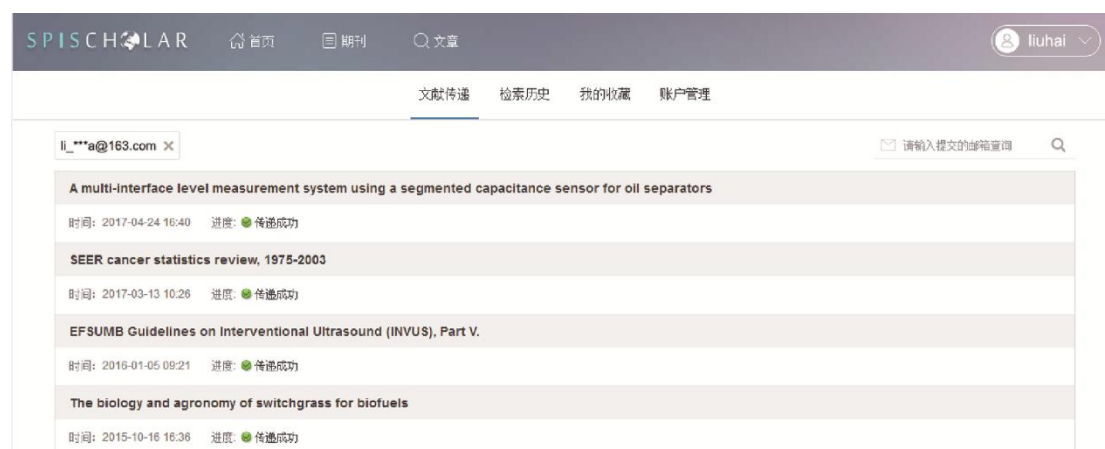 SPISCHOLAR 首页 期刊 文章 liuhai
文献传递 检索历史 我的收藏 账户管理
li_***a@163.com × 请输入提交的邮箱查询
A multi-interface level measurement system using a segmented capacitance sensor for oil separators
时间: 2017-04-24 16:40 进度: 传递成功
SEER cancer statistics review, 1975-2003
时间: 2017-03-13 10:26 进度: 传递成功
EFSUMB Guidelines on Interventional Ultrasound (INVUS), Part V.
时间: 2016-01-05 09:21 进度: 传递成功
The biology and agronomy of switchgrass for biofuels
时间: 2015-10-16 16:36 进度: 传递成功